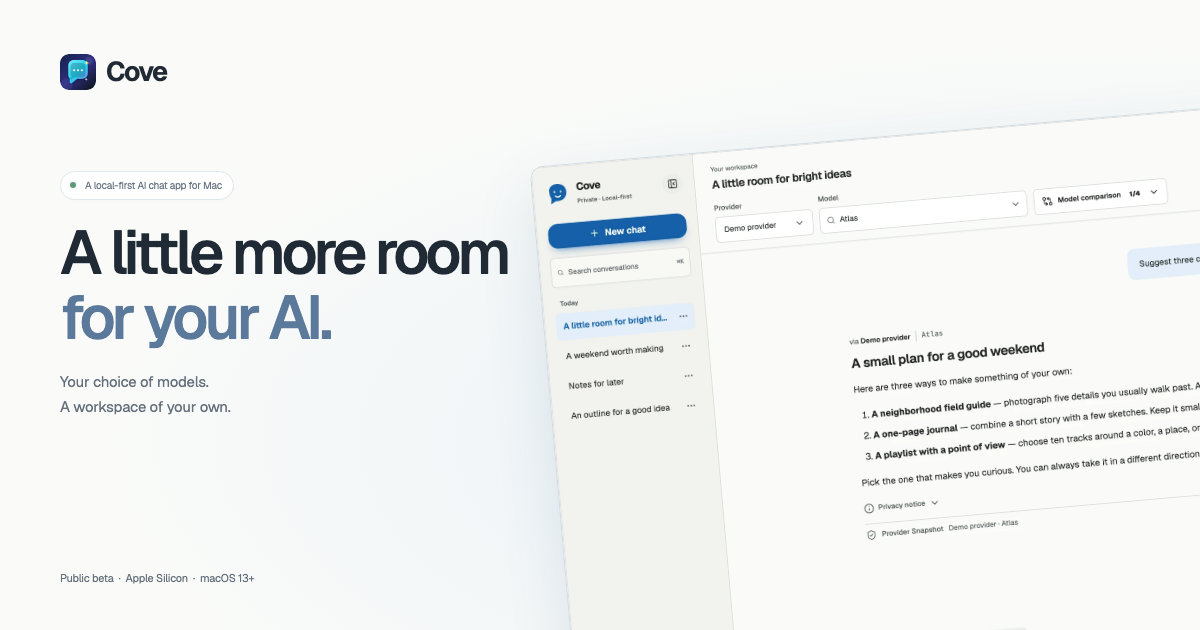 Cove
A local-first AI chat app for Mac
A little more room
for your AI.
Your choice of models.
A workspace of your own.
Public beta · Apple Silicon · macOS 13+
Cove
Private · Local-first
+ New chat
Search conversations ⌘K
Today
A little room for bright id... ···
A weekend worth making ···
Notes for later ···
An outline for a good idea ···
Your workspace
A little room for bright ideas
Provider
Demo provider
Model
Atlas
Model comparison 1/4
Suggest three c
via Demo provider | Atlas
A small plan for a good weekend
Here are three ways to make something of your own:
1. A neighborhood field guide — photograph five details you usually walk past. A
2. A one-page journal — combine a short story with a few sketches. Keep it smal
3. A playlist with a point of view — choose ten tracks around a color, a place, or
Pick the one that makes you curious. You can always take it in a different direction
Privacy notice
Provider Snapshot Demo provider · Atlas